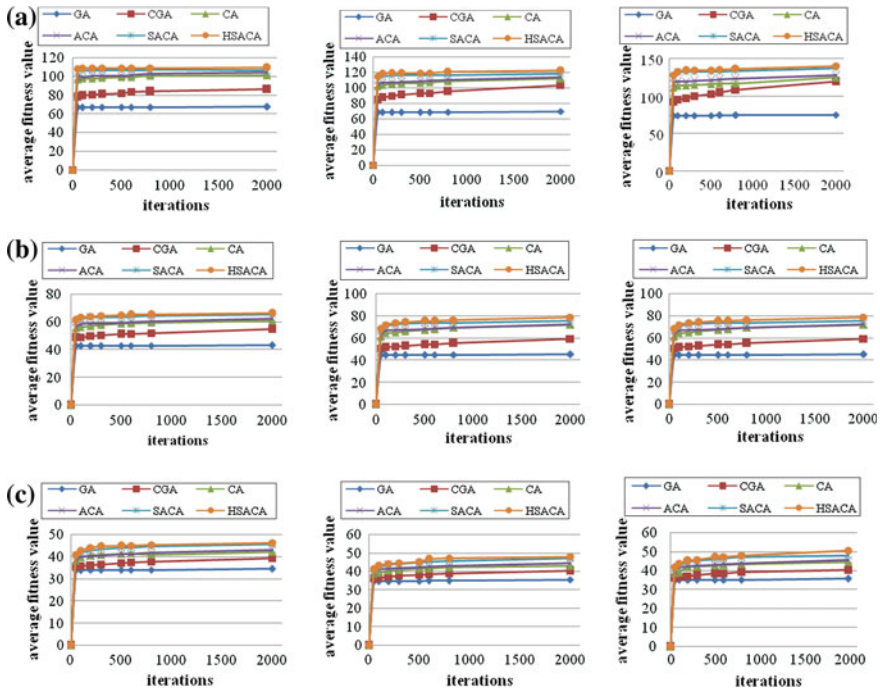 (a)
GA CGA CA
ACA SACA HSACA
average fitness value
120
100
80
60
40
20
0
0 500 1000 1500 2000
iterations
GA CGA CA
ACA SACA HSACA
average fitness value
140
120
100
80
60
40
20
0
0 500 1000 1500 2000
iterations
GA CGA CA
ACA SACA HSACA
average fitness value
150
100
50
0
0 500 1000 1500 2000
iterations
(b)
GA CGA CA
ACA SACA HSACA
average fitness value
80
60
40
20
0
0 500 1000 1500 2000
iterations
GA CGA CA
ACA SACA HSACA
average fitness value
100
80
60
40
20
0
0 500 1000 1500 2000
iterations
GA CGA CA
ACA SACA HSACA
average fitness value
100
80
60
40
20
0
0 500 1000 1500 2000
iterations
(c)
GA CGA CA
ACA SACA HSACA
average fitness value
50
40
30
20
10
0
0 500 1000 1500 2000
iterations
GA CGA CA
ACA SACA HSACA
average fitness value
60
50
40
30
20
10
0
0 500 1000 1500 2000
iterations
GA CGA CA
ACA SACA HSACA
average fitness value
60
50
40
30
20
10
0
0 500 1000 1500 2000
iterations